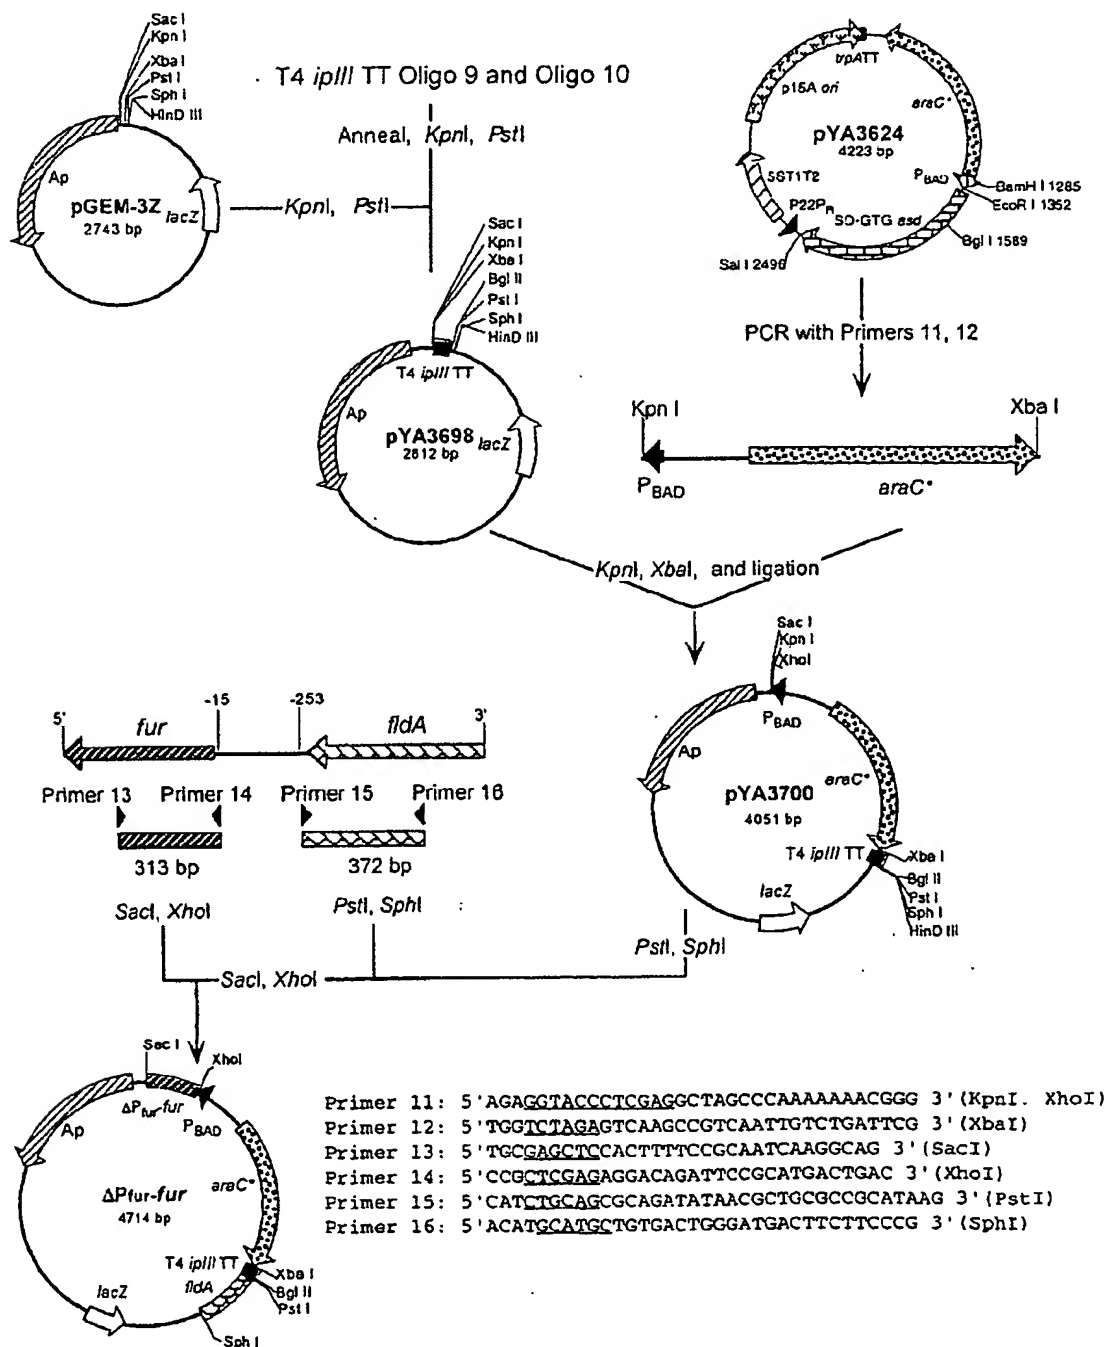 Sac I
Kpn I
Xba I
Pst I
Sph I
HinD III
Ap
pGEM-3Z
2743 bp
lacZ
T4 ipIII TT Oligo 9 and Oligo 10
Anneal, KpnI, PstI
KpnI, PstI
trpATT
p15A ori
araC*
pYA3624
4223 bp
5ST1T2
PBAD
BamH I 1285
EcoR I 1352
P22PR
SD-GTG asd
Bgl I 1589
Sal I 2496
PCR with Primers 11, 12
Sac I
Kpn I
Xba I
Bgl II
Pst I
Sph I
HinD III
T4 ipIII TT
Ap
pYA3698
2812 bp
lacZ
Kpn I
Xba I
PBAD
araC*
KpnI, XbaI, and ligation
Sac I
Kpn I
XhoI
PBAD
Ap
araC*
pYA3700
4051 bp
T4 ipIII TT
Xba I
Bgl II
Pst I
Sph I
HinD III
lacZ
-15
-253
5'
fur
fldA
3'
Primer 13
Primer 14
Primer 15
Primer 16
313 bp
372 bp
SacI, XhoI
PstI, SphI
PstI, SphI
SacI, XhoI
Sac I
XhoI
ΔPfur-fur
PBAD
Ap
araC*
ΔPfur-fur
4714 bp
T4 ipIII TT
fldA
Xba I
Bgl II
Pst I
lacZ
Sph I
Primer 11: 5'AGAGGTACCCTCGAGGCTAGCCCAAAAAAACGGG 3'(KpnI. XhoI)
Primer 12: 5'TGGTCTAGAGTCAAGCCGTCAATTGTCTGATTCG 3'(XbaI)
Primer 13: 5'TGCGAGCTCCACTTTTCCGCAATCAAGGCAG 3'(SacI)
Primer 14: 5'CCGCTCGAGAGGACAGATTCCGCATGACTGAC 3'(XhoI)
Primer 15: 5'CATCTGCAGCGCAGATATAACGCTGCGCCGCATAAG 3'(PstI)
Primer 16: 5'ACATGCATGCTGTGACTGGGATGACTTCTTCCCG 3'(SphI)